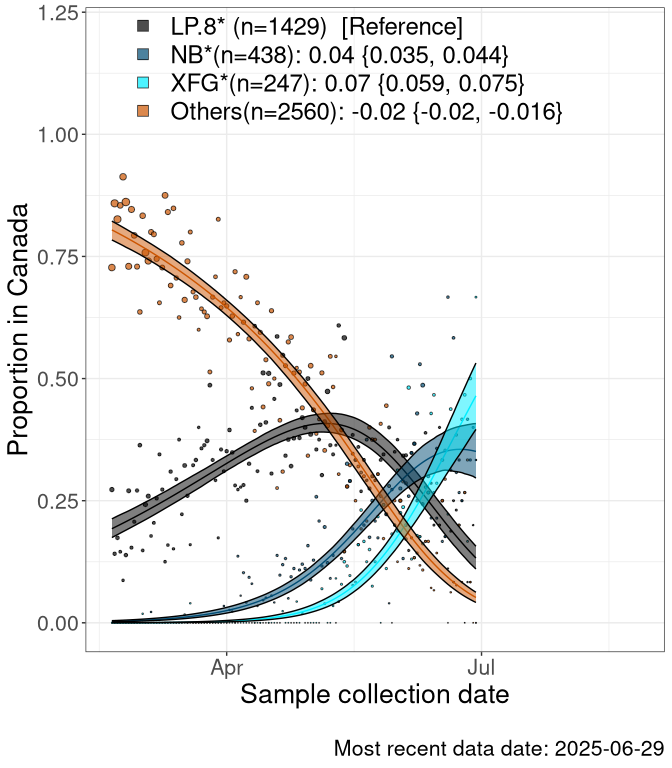 LP.8* (n=1429)  [Reference]
NB*(n=438): 0.04 {0.035, 0.044}
XFG*(n=247): 0.07 {0.059, 0.075}
Others(n=2560): -0.02 {-0.02, -0.016}
1.25
1.00
0.75
0.50
0.25
0.00
Proportion in Canada
Apr
Jul
Sample collection date
Most recent data date: 2025-06-29